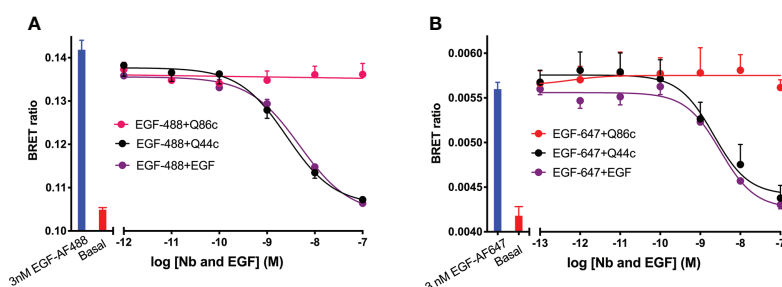 A
BRET ratio
0.14
0.13
0.12
0.11
0.10
3nM EGF-AF488
Basal
EGF-488+Q86c
EGF-488+Q44c
EGF-488+EGF
-12 -11 -10 -9 -8 -7
log [Nb and EGF] (M)
B
BRET ratio
0.0060
0.0055
0.0050
0.0045
0.0040
3 nM EGF-AF647
Basal
EGF-647+Q86c
EGF-647+Q44c
EGF-647+EGF
-13 -12 -11 -10 -9 -8 -7
log [Nb and EGF] (M)